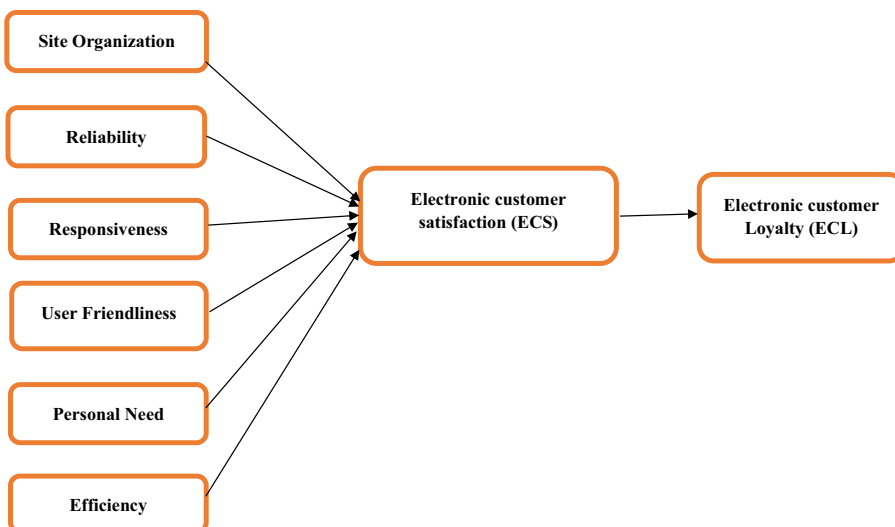 Site Organization
Reliability
Responsiveness
User Friendliness
Personal Need
Efficiency
Electronic customer
satisfaction (ECS)
Electronic customer
Loyalty (ECL)